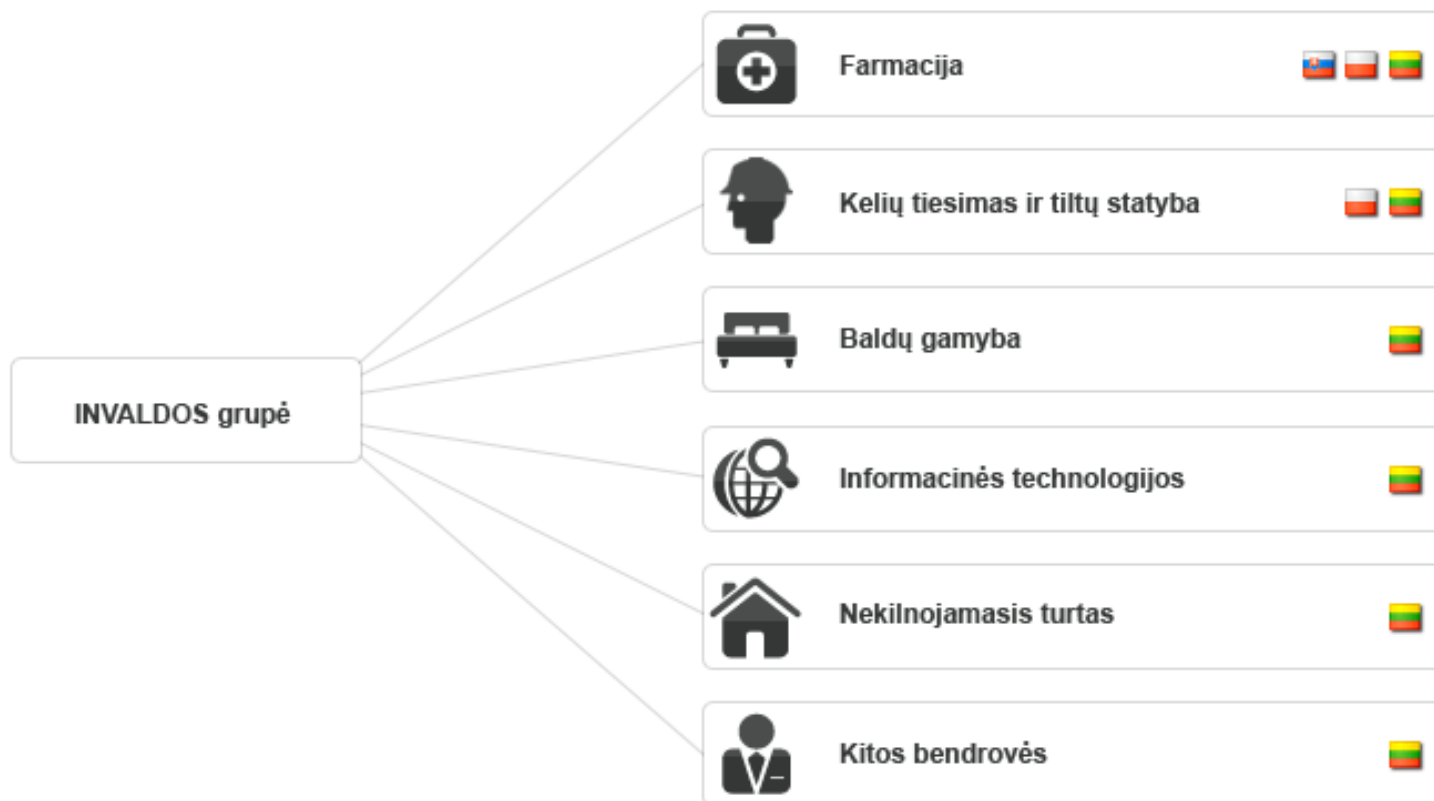 Farmacija
Kelių tiesimas ir tiltų statyba
Baldų gamyba
INVALDOS grupė
Informacinės technologijos
Nekilnojamasis turtas
Kitos bendrovės